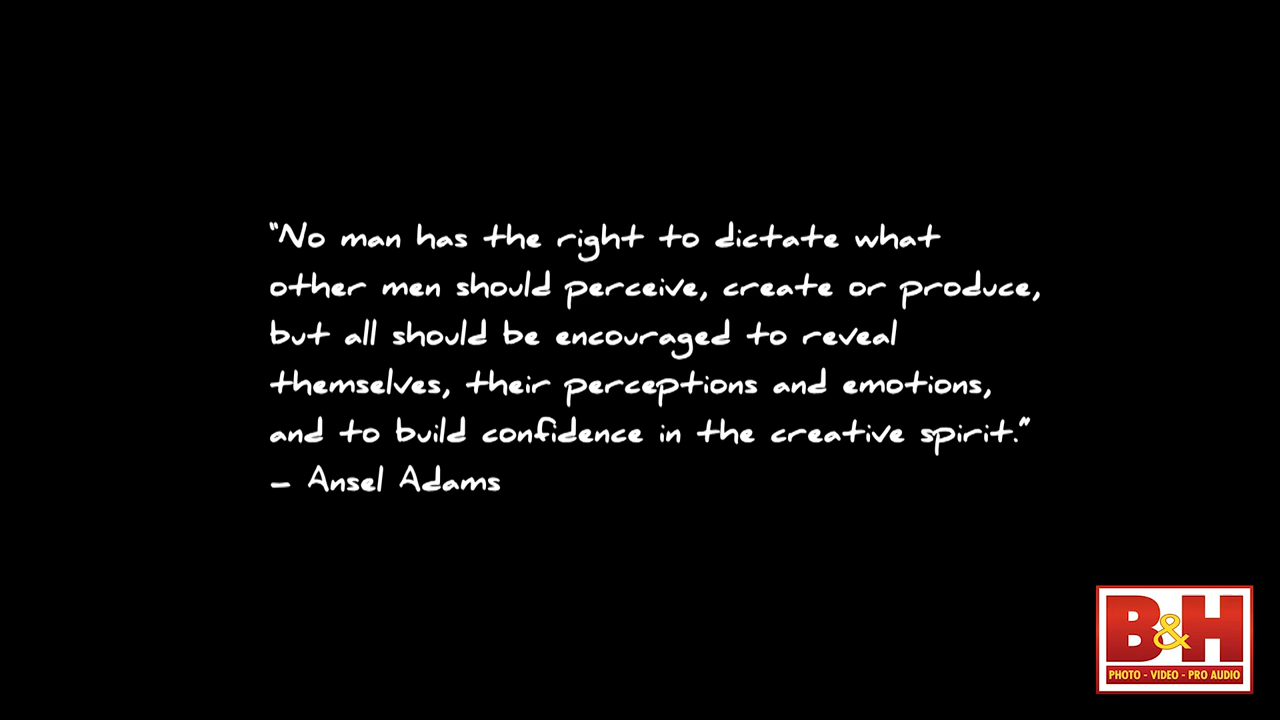 "No man has the right to dictate what
other men should perceive, create or produce,
but all should be encouraged to reveal
themselves, their perceptions and emotions,
and to build confidence in the creative spirit."
– Ansel Adams
B&H
PHOTO - VIDEO - PRO AUDIO